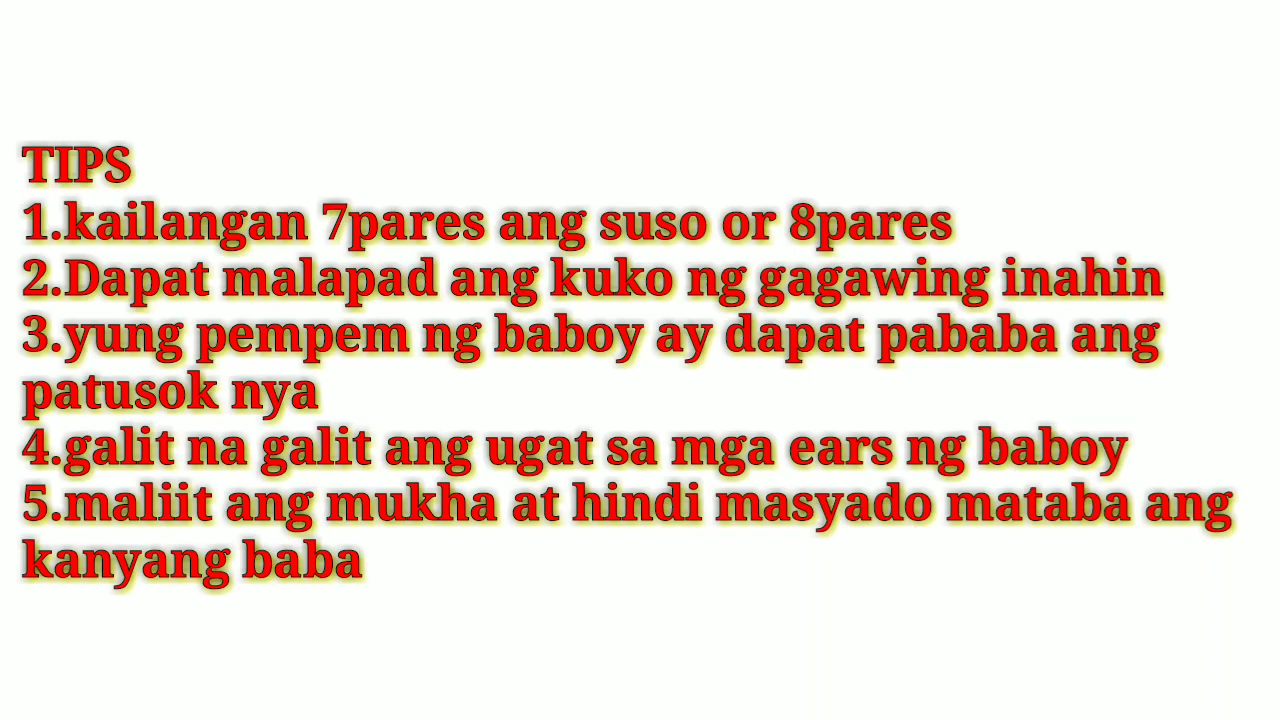 TIPS
1.kailangan 7pares ang suso or 8pares
2.Dapat malapad ang kuko ng gagawing inahin
3.yung pempem ng baboy ay dapat pababa ang
patusok nya
4.galit na galit ang ugat sa mga ears ng baboy
5.maliit ang mukha at hindi masyado mataba ang
kanyang baba